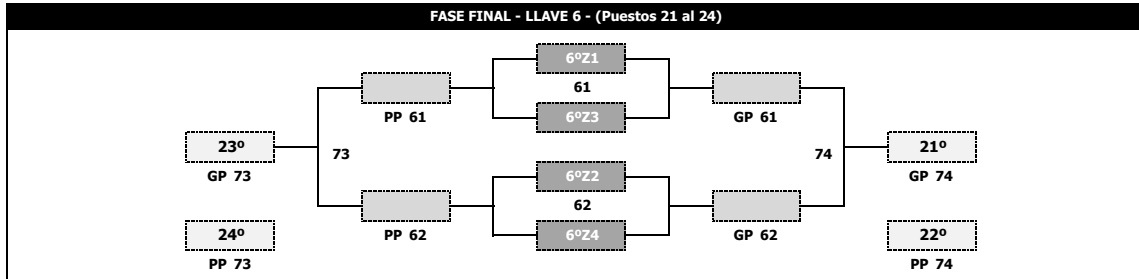 FASE FINAL - LLAVE 6 - (Puestos 21 al 24)
6ºZ1
61
PP 61
6ºZ3
GP 61
23º
73
74
21º
GP 73
6ºZ2
GP 74
62
24º
PP 62
6ºZ4
GP 62
22º
PP 73
PP 74